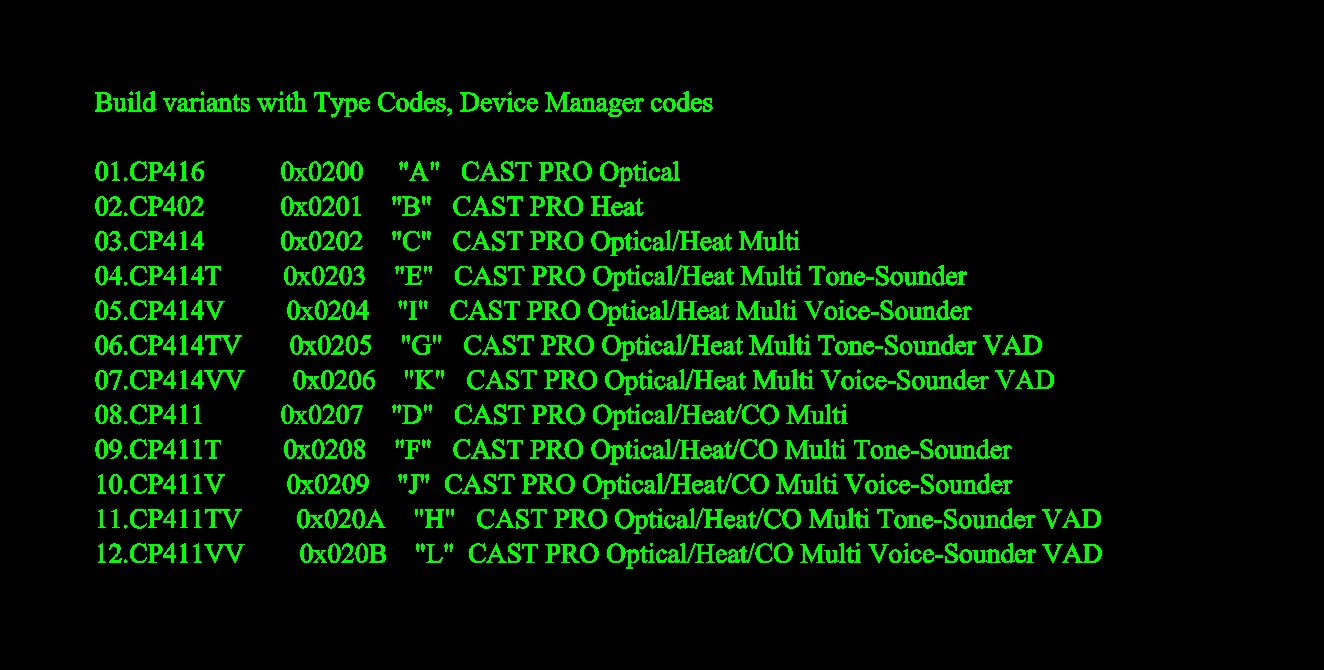 Build variants with Type Codes, Device Manager codes
01.CP416 0x0200 "A" CAST PRO Optical
02.CP402 0x0201 "B" CAST PRO Heat
03.CP414 0x0202 "C" CAST PRO Optical/Heat Multi
04.CP414T 0x0203 "E" CAST PRO Optical/Heat Multi Tone-Sounder
05.CP414V 0x0204 "I" CAST PRO Optical/Heat Multi Voice-Sounder
06.CP414TV 0x0205 "G" CAST PRO Optical/Heat Multi Tone-Sounder VAD
07.CP414VV 0x0206 "K" CAST PRO Optical/Heat Multi Voice-Sounder VAD
08.CP411 0x0207 "D" CAST PRO Optical/Heat/CO Multi
09.CP411T 0x0208 "F" CAST PRO Optical/Heat/CO Multi Tone-Sounder
10.CP411V 0x0209 "J" CAST PRO Optical/Heat/CO Multi Voice-Sounder
11.CP411TV 0x020A "H" CAST PRO Optical/Heat/CO Multi Tone-Sounder VAD
12.CP411VV 0x020B "L" CAST PRO Optical/Heat/CO Multi Voice-Sounder VAD